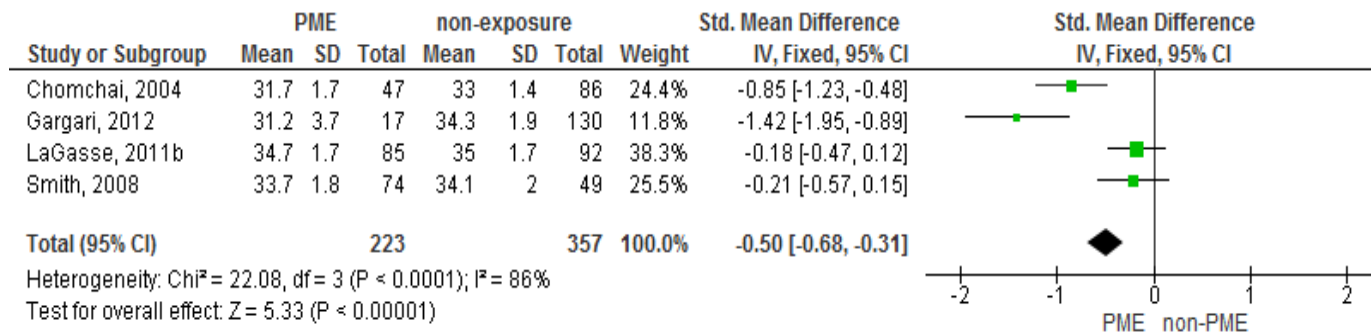 PME non-exposure Std. Mean Difference Std. Mean Difference
Study or Subgroup Mean SD Total Mean SD Total Weight IV, Fixed, 95% CI IV, Fixed, 95% CI
Chomchai, 2004 31.7 1.7 47 33 1.4 86 24.4% -0.85 [-1.23, -0.48]
Gargari, 2012 31.2 3.7 17 34.3 1.9 130 11.8% -1.42 [-1.95, -0.89]
LaGasse, 2011b 34.7 1.7 85 35 1.7 92 38.3% -0.18 [-0.47, 0.12]
Smith, 2008 33.7 1.8 74 34.1 2 49 25.5% -0.21 [-0.57, 0.15]
Total (95% CI) 223 357 100.0% -0.50 [-0.68, -0.31]
Heterogeneity: Chi² = 22.08, df = 3 (P < 0.0001); I² = 86%
Test for overall effect: Z = 5.33 (P < 0.00001)
-2 -1 0 1 2
PME non-PME